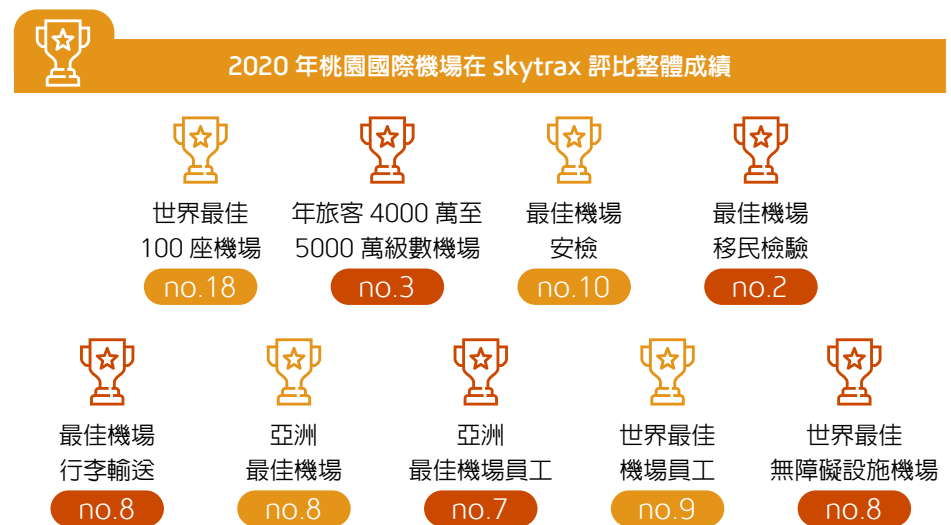 2020 年桃園國際機場在 skytrax 評比整體成績
世界最佳
100 座機場
no.18
年旅客 4000 萬至
5000 萬級數機場
no.3
最佳機場
安檢
no.10
最佳機場
移民檢驗
no.2
最佳機場
行李輸送
no.8
亞洲
最佳機場
no.8
亞洲
最佳機場員工
no.7
世界最佳
機場員工
no.9
世界最佳
無障礙設施機場
no.8